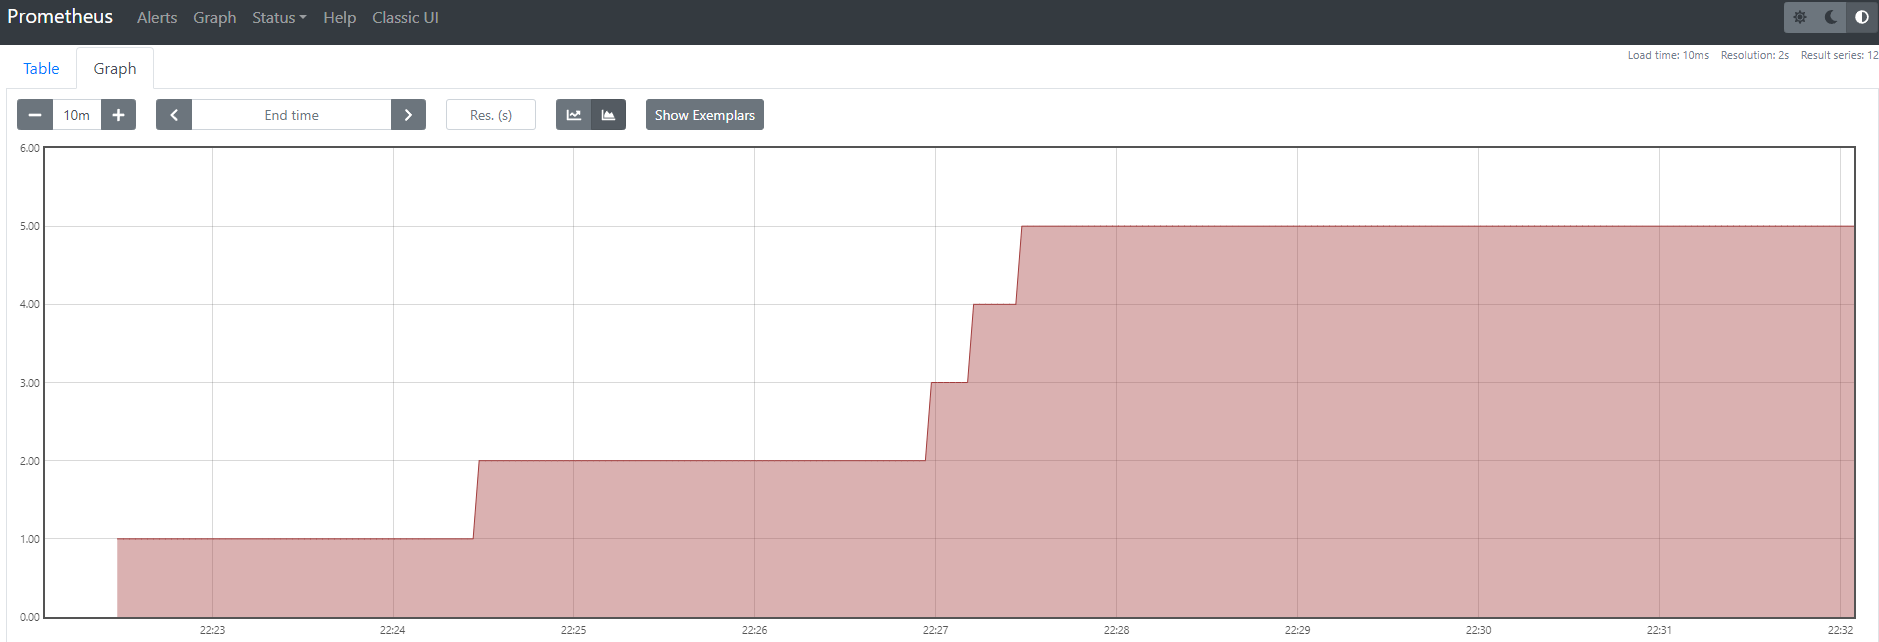 Prometheus Alerts Graph Status Help Classic UI
Load time: 10ms Resolution: 2s Result series: 12
Table Graph
10m End time Res. (s) Show Exemplars
6.00
5.00
4.00
3.00
2.00
1.00
0.00
22:23 22:24 22:25 22:26 22:27 22:28 22:29 22:30 22:31 22:32